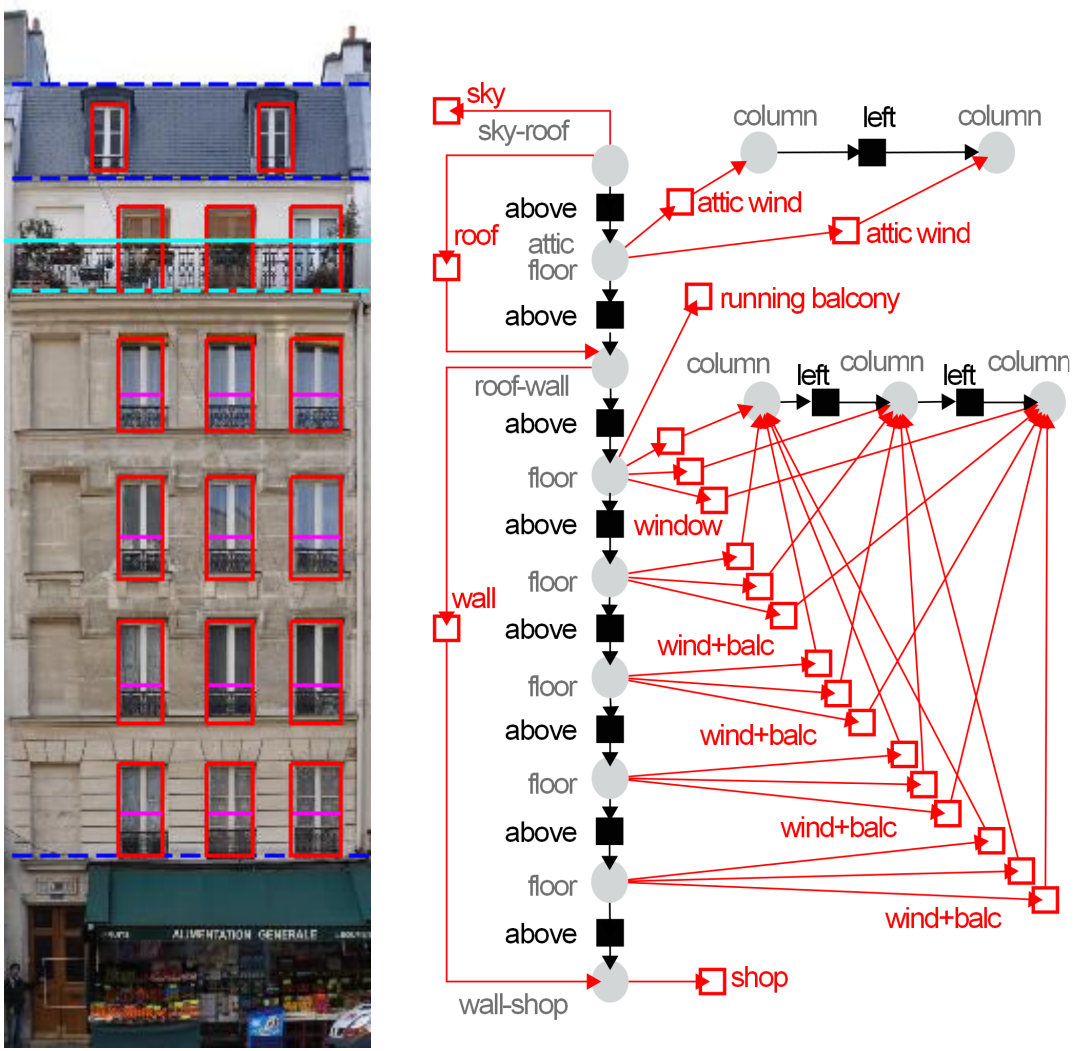 sky
sky-roof
column
left
column
above
attic wind
roof
attic
floor
attic wind
above
running balcony
roof-wall
column
left
column
left
column
above
floor
above
window
floor
wall
above
wind+balc
floor
above
wind+balc
floor
above
wind+balc
floor
wind+balc
above
ALIMENTATION GENERALE
shop
wall-shop